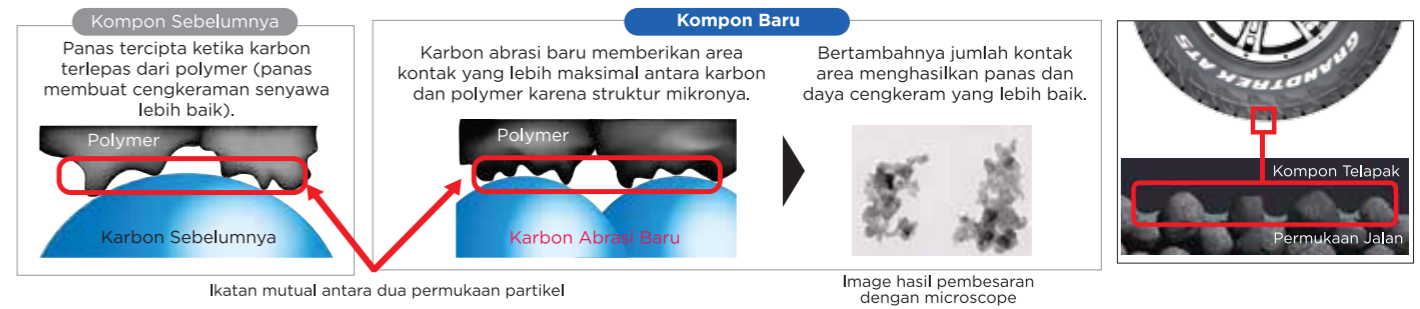 Kompon Sebelumnya
Panas tercipta ketika karbon
terlepas dari polymer (panas
membuat cengkeraman senyawa
lebih baik).
Polymer
Karbon Sebelumnya
Kompon Baru
Karbon abrasi baru memberikan area
kontak yang lebih maksimal antara karbon
dan polymer karena struktur mikronya.
Polymer
Karbon Abrasi Baru
Bertambahnya jumlah kontak
area menghasilkan panas dan
daya cengkeram yang lebih baik.
Ikatan mutual antara dua permukaan partikel
Image hasil pembesaran
dengan microscope
GRANDTREK AT5
Kompon Telapak
Permukaan Jalan